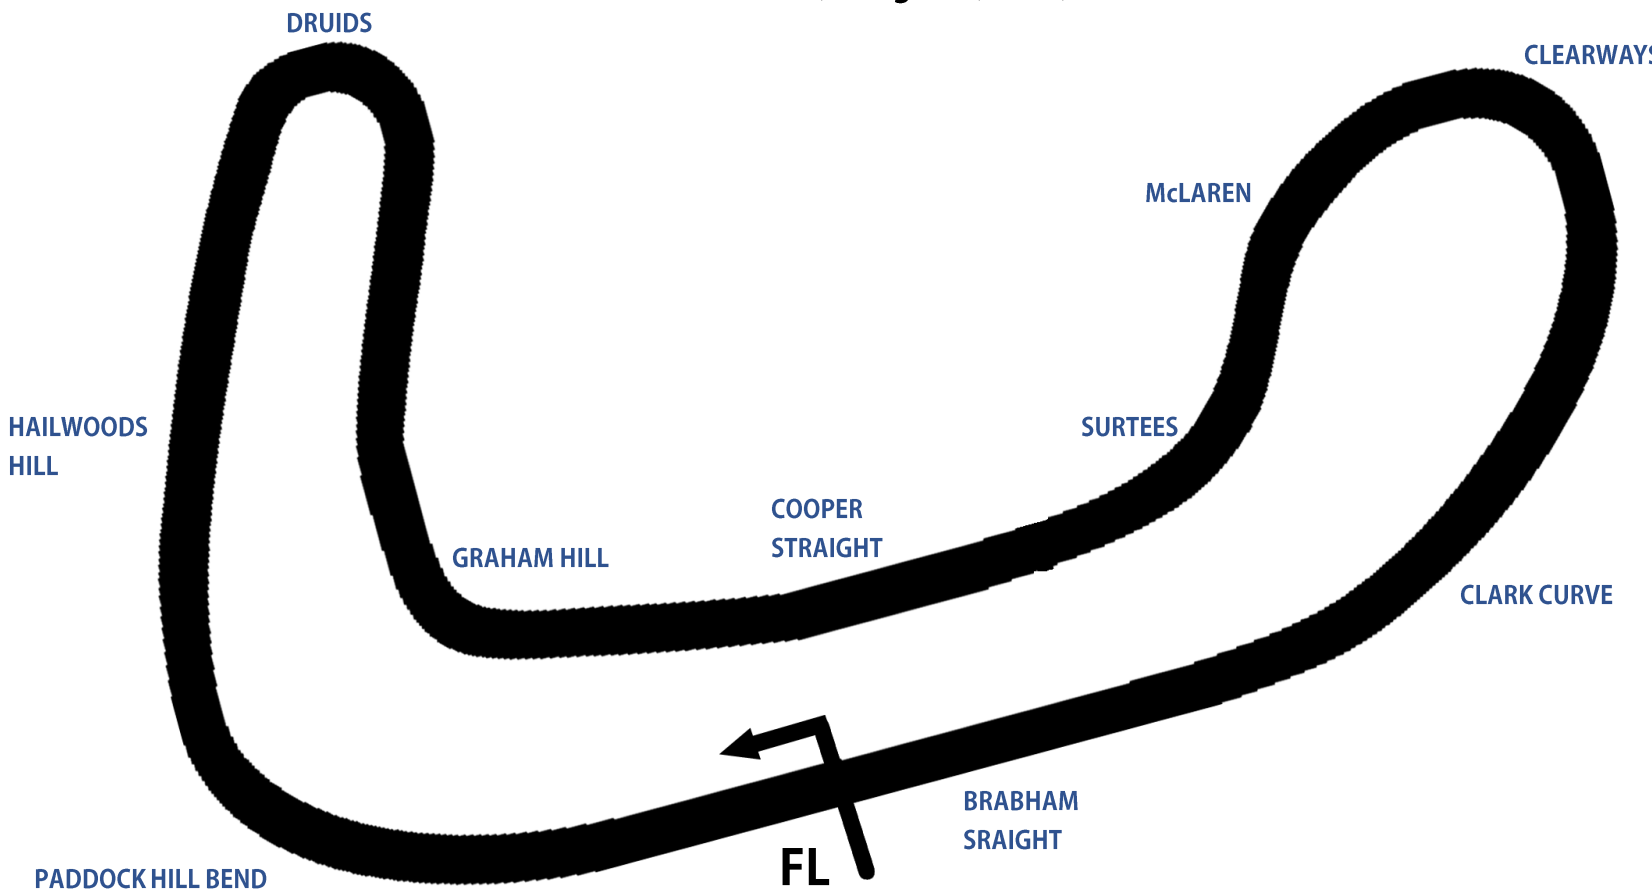 DRUIDS
CLEARWAYS
McLAREN
HAILWOODS
HILL
SURTEES
COOPER
STRAIGHT
GRAHAM HILL
CLARK CURVE
BRABHAM
SRAIGHT
FL
PADDOCK HILL BEND